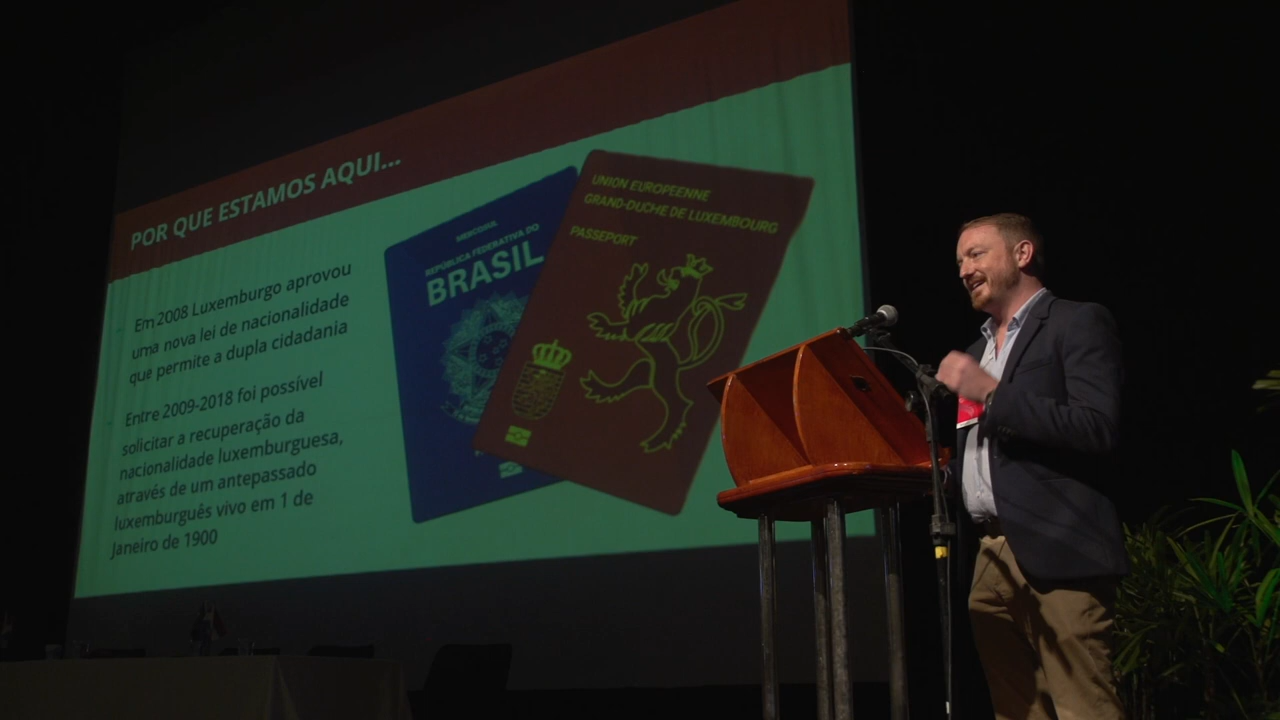 POR QUE ESTAMOS AQUI...
Em 2008 Luxemburgo aprovou
uma nova lei de nacionalidade
que permite a dupla cidadania
Entre 2009-2018 foi possível
solicitar a recuperação da
nacionalidade luxemburguesa,
através de um antepassado
luxemburguês vivo em 1 de
Janeiro de 1900
MERCOSUL
REPÚBLICA FEDERATIVA DO
BRASIL
UNION EUROPEENNE
GRAND-DUCHE DE LUXEMBOURG
PASSEPORT